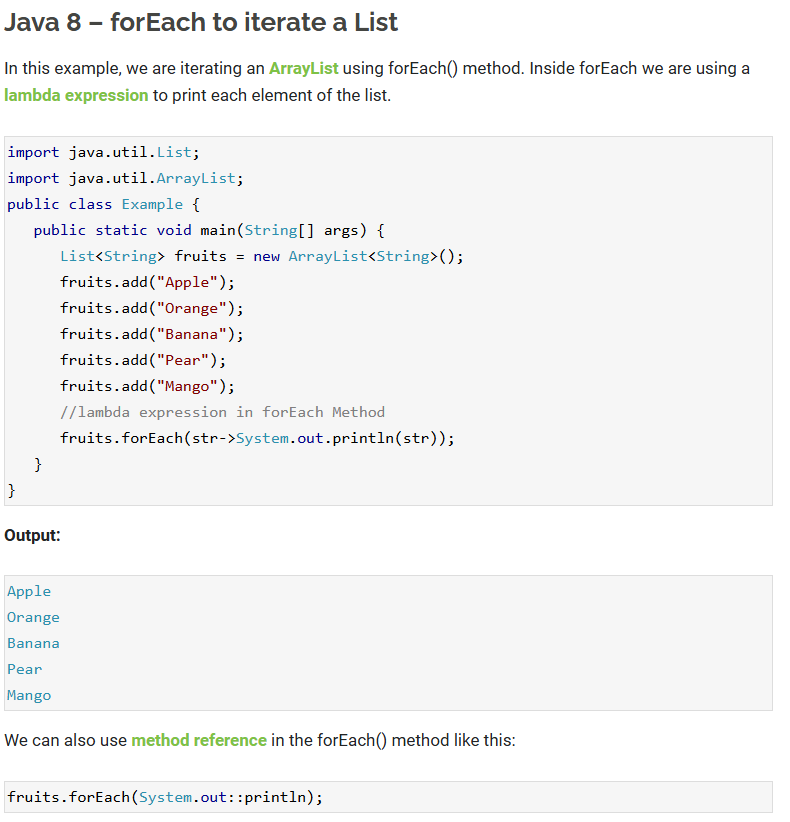 Java 8 – forEach to iterate a List
In this example, we are iterating an ArrayList using forEach() method. Inside forEach we are using a
lambda expression to print each element of the list.
import java.util.List;
import java.util.ArrayList;
public class Example {
   public static void main(String[] args) {
      List<String> fruits = new ArrayList<String>();
      fruits.add("Apple");
      fruits.add("Orange");
      fruits.add("Banana");
      fruits.add("Pear");
      fruits.add("Mango");
      //lambda expression in forEach Method
      fruits.forEach(str->System.out.println(str));
   }
}
Output:
Apple
Orange
Banana
Pear
Mango
We can also use method reference in the forEach() method like this:
fruits.forEach(System.out::println);